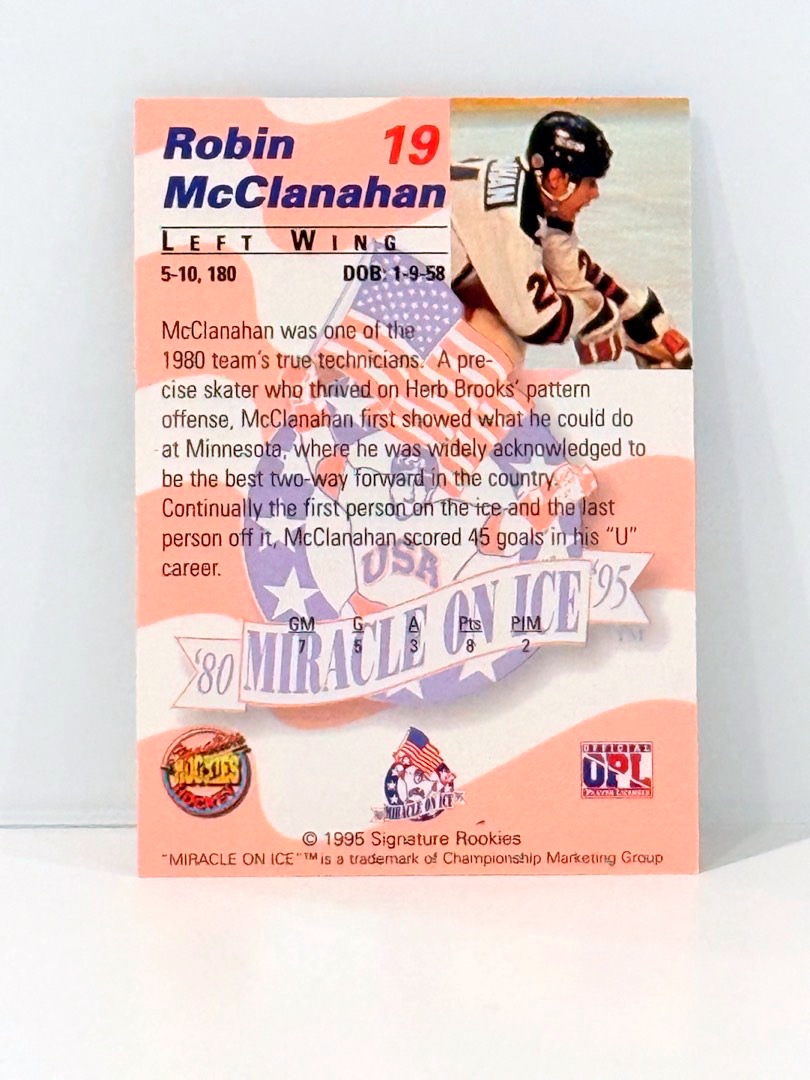 Robin 19
McClanahan
LEFT WING
5-10, 180 DOB: 1-9-58
McClanahan was one of the
1980 team's true technicians. A pre-
cise skater who thrived on Herb Brooks' pattern
offense, McClanahan first showed what he could do
at Minnesota, where he was widely acknowledged to
be the best two-way forward in the country.
Continually the first person on the ice and the last
person off it, McClanahan scored 45 goals in his "U"
career.
USA
'80 MIRACLE ON ICE '95 TM
GM G A Pts PIM
7 5 3 8 2
ROOKIES
HOCKEY
MIRACLE ON ICE
OFFICIAL
UPL
PLAYER LICENSEE
© 1995 Signature Rookies
"MIRACLE ON ICE"™ is a trademark of Championship Marketing Group